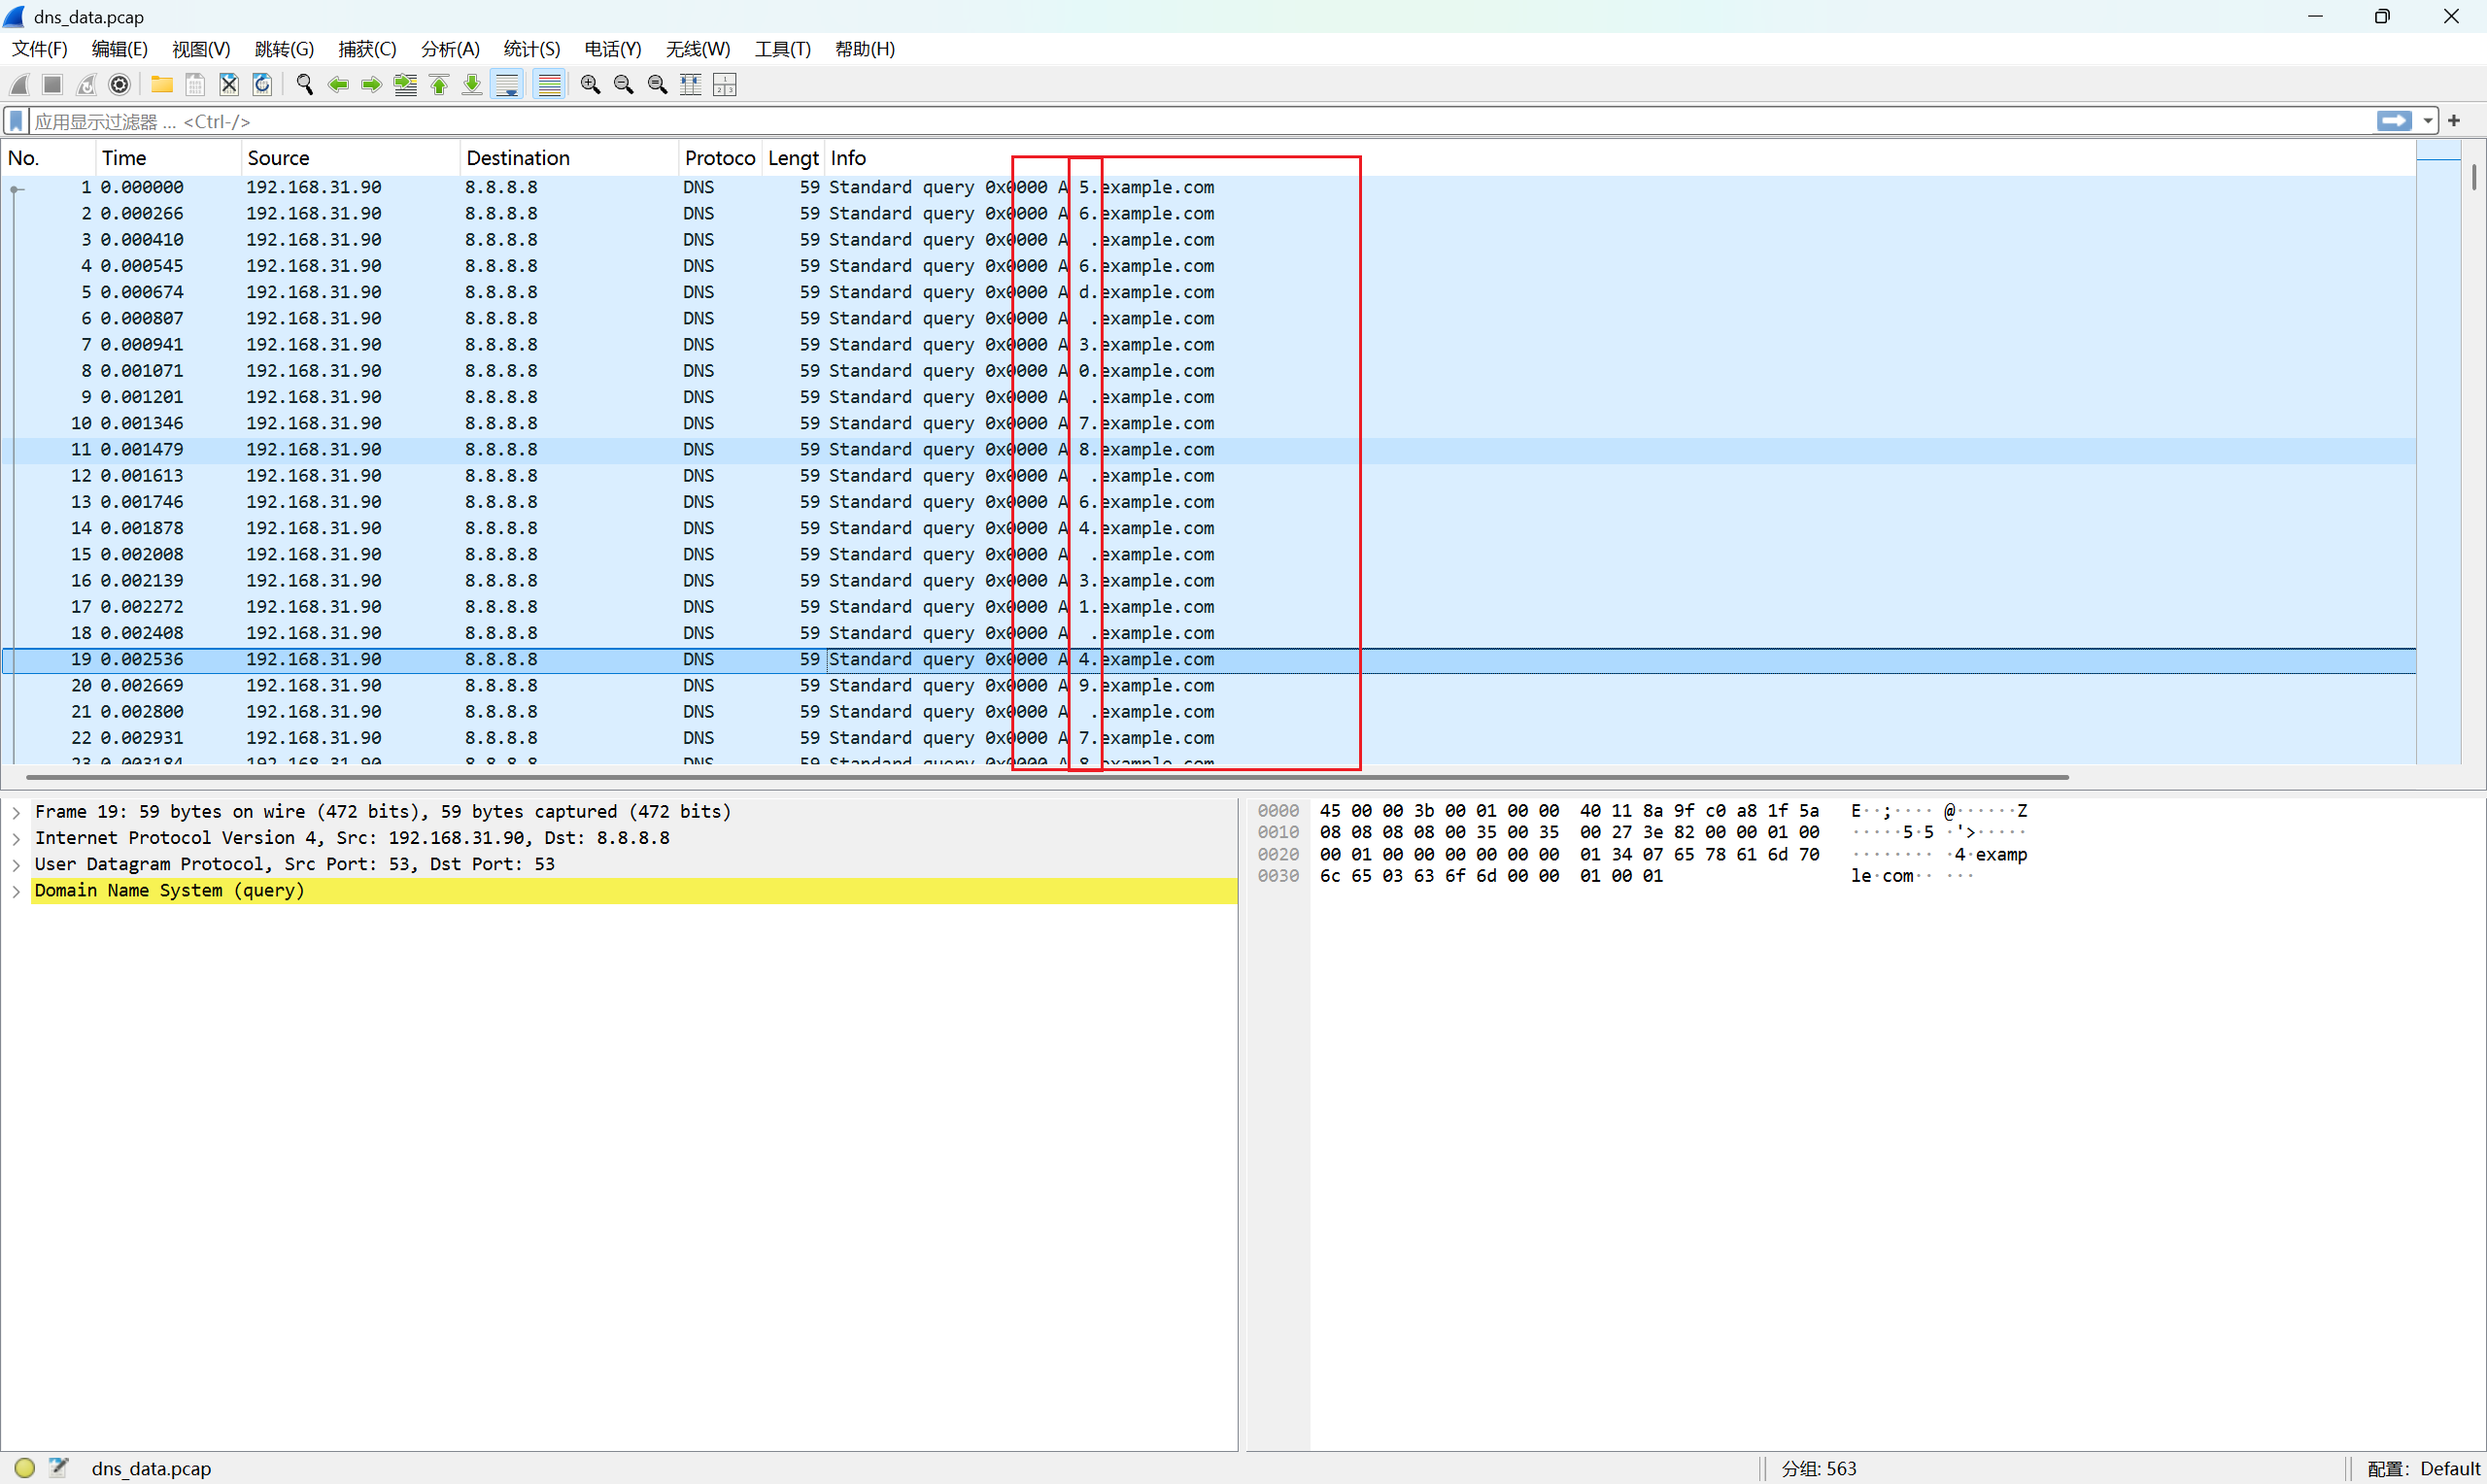 dns_data.pcap
文件(F) 编辑(E) 视图(V) 跳转(G) 捕获(C) 分析(A) 统计(S) 电话(Y) 无线(W) 工具(T) 帮助(H)
应用显示过滤器 … <Ctrl-/>
No. Time Source Destination Protoco Lengt Info
1 0.000000 192.168.31.90 8.8.8.8 DNS 59 Standard query 0x0000 A 5.example.com
2 0.000266 192.168.31.90 8.8.8.8 DNS 59 Standard query 0x0000 A 6.example.com
3 0.000410 192.168.31.90 8.8.8.8 DNS 59 Standard query 0x0000 A  .example.com
4 0.000545 192.168.31.90 8.8.8.8 DNS 59 Standard query 0x0000 A 6.example.com
5 0.000674 192.168.31.90 8.8.8.8 DNS 59 Standard query 0x0000 A d.example.com
6 0.000807 192.168.31.90 8.8.8.8 DNS 59 Standard query 0x0000 A  .example.com
7 0.000941 192.168.31.90 8.8.8.8 DNS 59 Standard query 0x0000 A 3.example.com
8 0.001071 192.168.31.90 8.8.8.8 DNS 59 Standard query 0x0000 A 0.example.com
9 0.001201 192.168.31.90 8.8.8.8 DNS 59 Standard query 0x0000 A  .example.com
10 0.001346 192.168.31.90 8.8.8.8 DNS 59 Standard query 0x0000 A 7.example.com
11 0.001479 192.168.31.90 8.8.8.8 DNS 59 Standard query 0x0000 A 8.example.com
12 0.001613 192.168.31.90 8.8.8.8 DNS 59 Standard query 0x0000 A  .example.com
13 0.001746 192.168.31.90 8.8.8.8 DNS 59 Standard query 0x0000 A 6.example.com
14 0.001878 192.168.31.90 8.8.8.8 DNS 59 Standard query 0x0000 A 4.example.com
15 0.002008 192.168.31.90 8.8.8.8 DNS 59 Standard query 0x0000 A  .example.com
16 0.002139 192.168.31.90 8.8.8.8 DNS 59 Standard query 0x0000 A 3.example.com
17 0.002272 192.168.31.90 8.8.8.8 DNS 59 Standard query 0x0000 A 1.example.com
18 0.002408 192.168.31.90 8.8.8.8 DNS 59 Standard query 0x0000 A  .example.com
19 0.002536 192.168.31.90 8.8.8.8 DNS 59 Standard query 0x0000 A 4.example.com
20 0.002669 192.168.31.90 8.8.8.8 DNS 59 Standard query 0x0000 A 9.example.com
21 0.002800 192.168.31.90 8.8.8.8 DNS 59 Standard query 0x0000 A  .example.com
22 0.002931 192.168.31.90 8.8.8.8 DNS 59 Standard query 0x0000 A 7.example.com
23 0.003184 192.168.31.90 8.8.8.8 DNS 59 Standard query 0x0000 A 8.example.com
Frame 19: 59 bytes on wire (472 bits), 59 bytes captured (472 bits)
Internet Protocol Version 4, Src: 192.168.31.90, Dst: 8.8.8.8
User Datagram Protocol, Src Port: 53, Dst Port: 53
Domain Name System (query)
0000 45 00 00 3b 00 01 00 00 40 11 8a 9f c0 a8 1f 5a E··;···· @······Z
0010 08 08 08 08 00 35 00 35 00 27 3e 82 00 00 01 00 ·····5·5 ·'>·····
0020 00 01 00 00 00 00 00 00 01 34 07 65 78 61 6d 70 ········ ·4·examp
0030 6c 65 03 63 6f 6d 00 00 01 00 01 le·com·· ···
dns_data.pcap
分组: 563
配置: Default